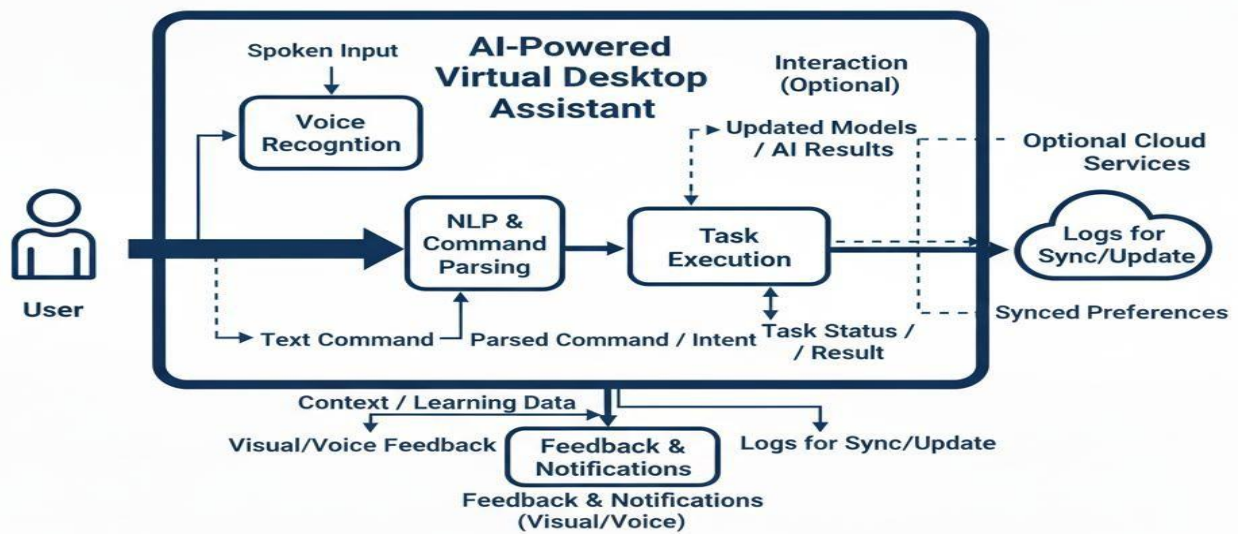 AI-Powered
Virtual Desktop
Assistant
Spoken Input
Voice
Recogntion
Interaction
(Optional)
Updated Models
/ AI Results
Optional Cloud
Services
User
NLP &
Command
Parsing
Task
Execution
Logs for
Sync/Update
Text Command
Parsed Command / Intent
Task Status /
/ Result
Synced Preferences
Context / Learning Data
Visual/Voice Feedback
Feedback &
Notifications
Logs for Sync/Update
Feedback & Notifications
(Visual/Voice)